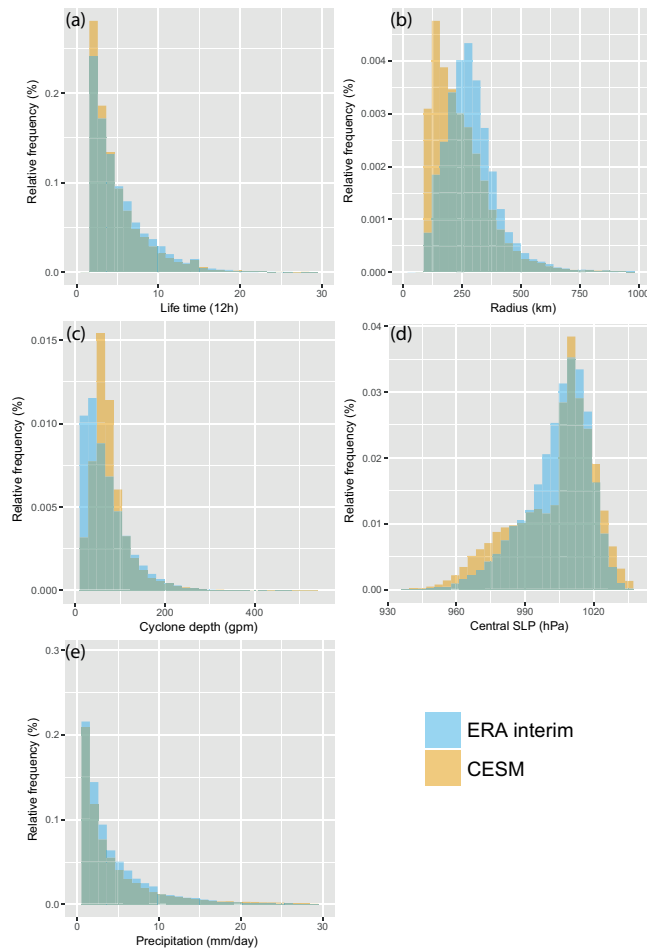 (a)
Relative frequency (%)
0.2
0.1
0.0
0
10
20
30
Life time (12h)
(b)
Relative frequency (%)
0.004
0.003
0.002
0.001
0.000
0
250
500
750
1000
Radius (km)
(c)
Relative frequency (%)
0.015
0.010
0.005
0.000
0
200
400
Cyclone depth (gpm)
(d)
Relative frequency (%)
0.04
0.03
0.02
0.01
0.00
930
960
990
1020
Central SLP (hPa)
(e)
Relative frequency (%)
0.3
0.2
0.1
0.0
0
10
20
30
Precipitation (mm/day)
ERA interim
CESM